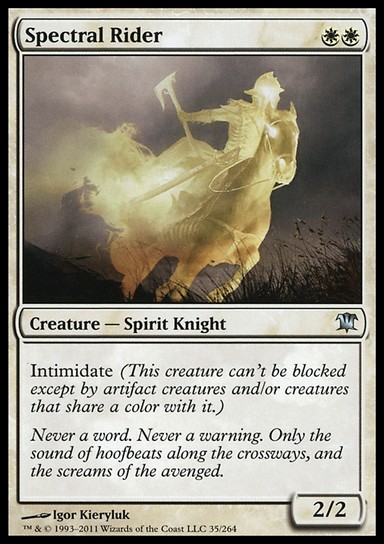 Spectral Rider
Creature — Spirit Knight
Intimidate (This creature can't be blocked
except by artifact creatures and/or creatures
that share a color with it.)
Never a word. Never a warning. Only the
sound of hoofbeats along the crossways, and
the screams of the avenged.
Igor Kieryluk
2/2
™ & © 1993–2011 Wizards of the Coast LLC 35/264